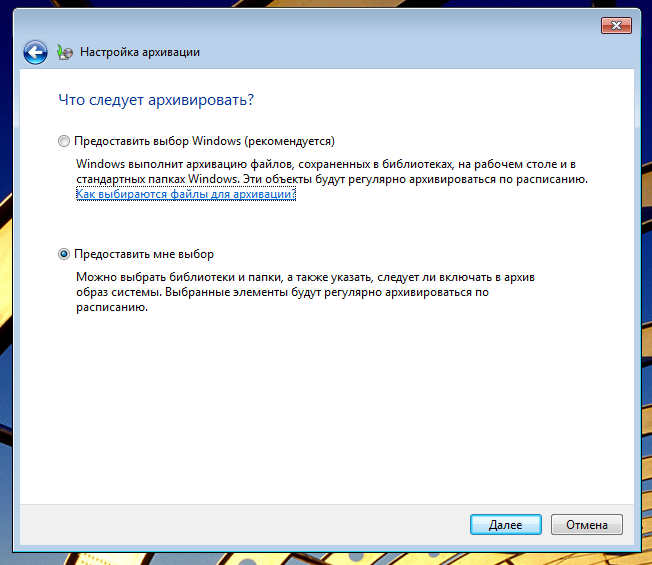 Настройка архивации
Что следует архивировать?
Предоставить выбор Windows (рекомендуется)
Windows выполнит архивацию файлов, сохраненных в библиотеках, на рабочем столе и в
стандартных папках Windows. Эти объекты будут регулярно архивироваться по расписанию.
Как выбираются файлы для архивации?
Предоставить мне выбор
Можно выбрать библиотеки и папки, а также указать, следует ли включать в архив
образ системы. Выбранные элементы будут регулярно архивироваться по
расписанию.
Далее
Отмена